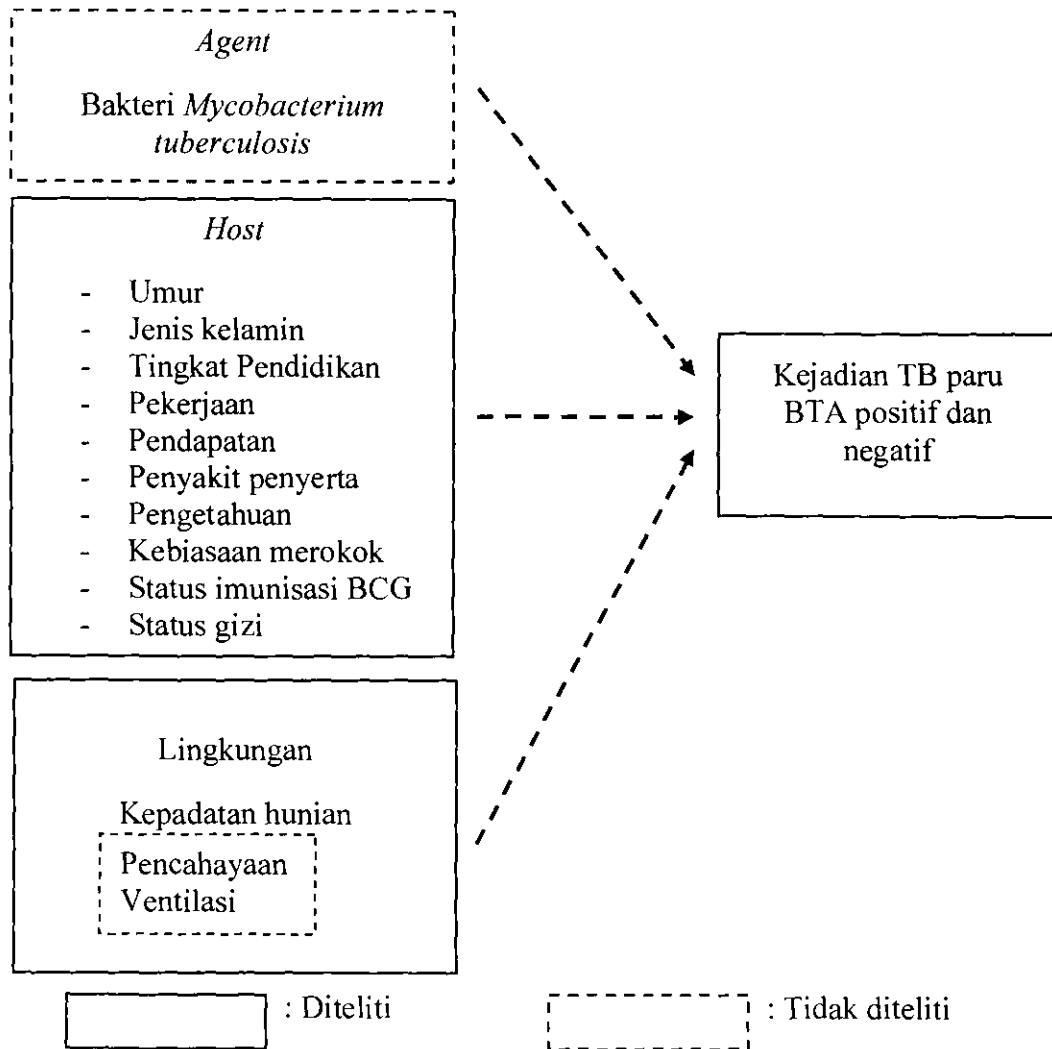 Agent
Bakteri Mycobacterium
tuberculosis
Host
- Umur
- Jenis kelamin
- Tingkat Pendidikan
- Pekerjaan
- Pendapatan
- Penyakit penyerta
- Pengetahuan
- Kebiasaan merokok
- Status imunisasi BCG
- Status gizi
Lingkungan
Kepadatan hunian
Pencahayaan
Ventilasi
Kejadian TB paru
BTA positif dan
negatif
: Diteliti
: Tidak diteliti